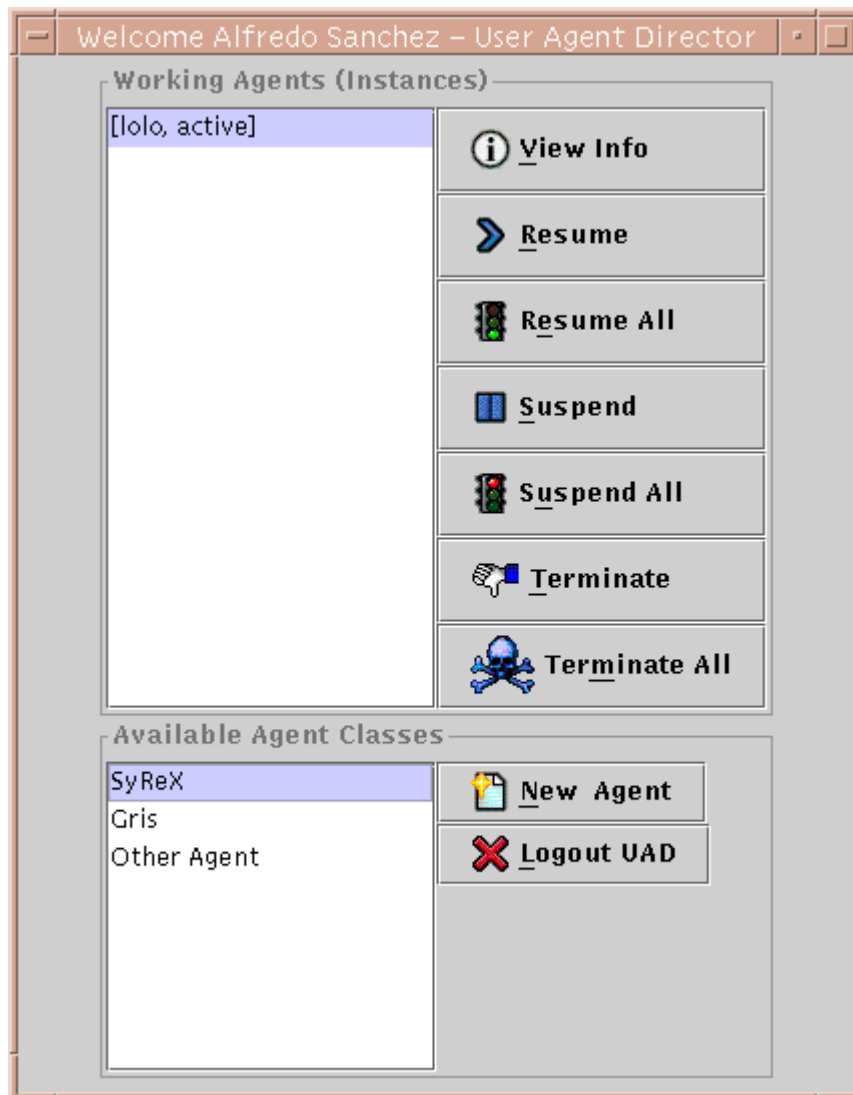 Welcome Alfredo Sanchez – User Agent Director
Working Agents (Instances)
[lolo, active]
View Info
Resume
Resume All
Suspend
Suspend All
Terminate
Terminate All
Available Agent Classes
SyReX
Gris
Other Agent
New Agent
Logout UAD